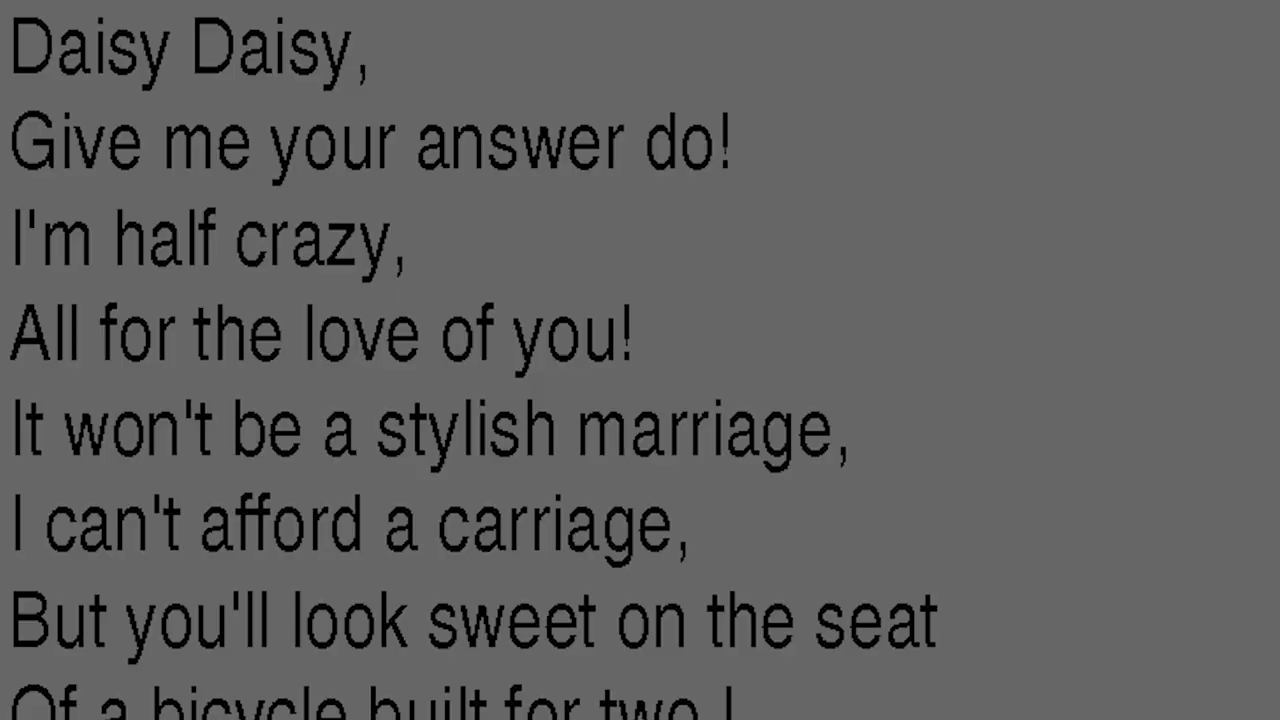 Daisy Daisy,
Give me your answer do!
I'm half crazy,
All for the love of you!
It won't be a stylish marriage,
I can't afford a carriage,
But you'll look sweet on the seat
Of a bicycle built for two !